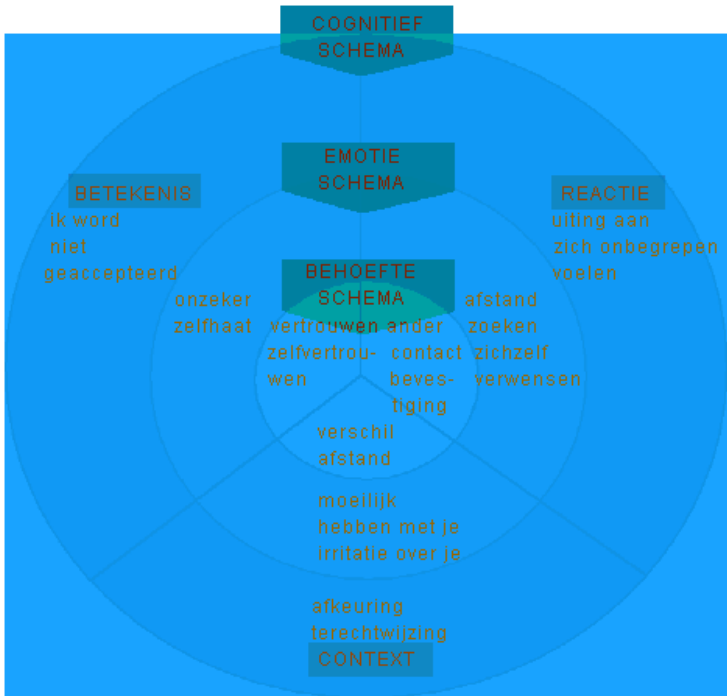 COGNITIEF
SCHEMA
EMOTIE
SCHEMA
BETEKENIS
ik word
niet
geaccepteerd
REACTIE
uiting aan
zich onbegrepen
voelen
BEHOEFTE
SCHEMA
onzeker
zelfhaat
vertrouwen
zelfvertrou-
wen
ander
contact
beves-
tiging
afstand
zoeken
zichzelf
verwensen
verschil
afstand
moeilijk
hebben met je
irritatie over je
afkeuring
terechtwijzing
CONTEXT